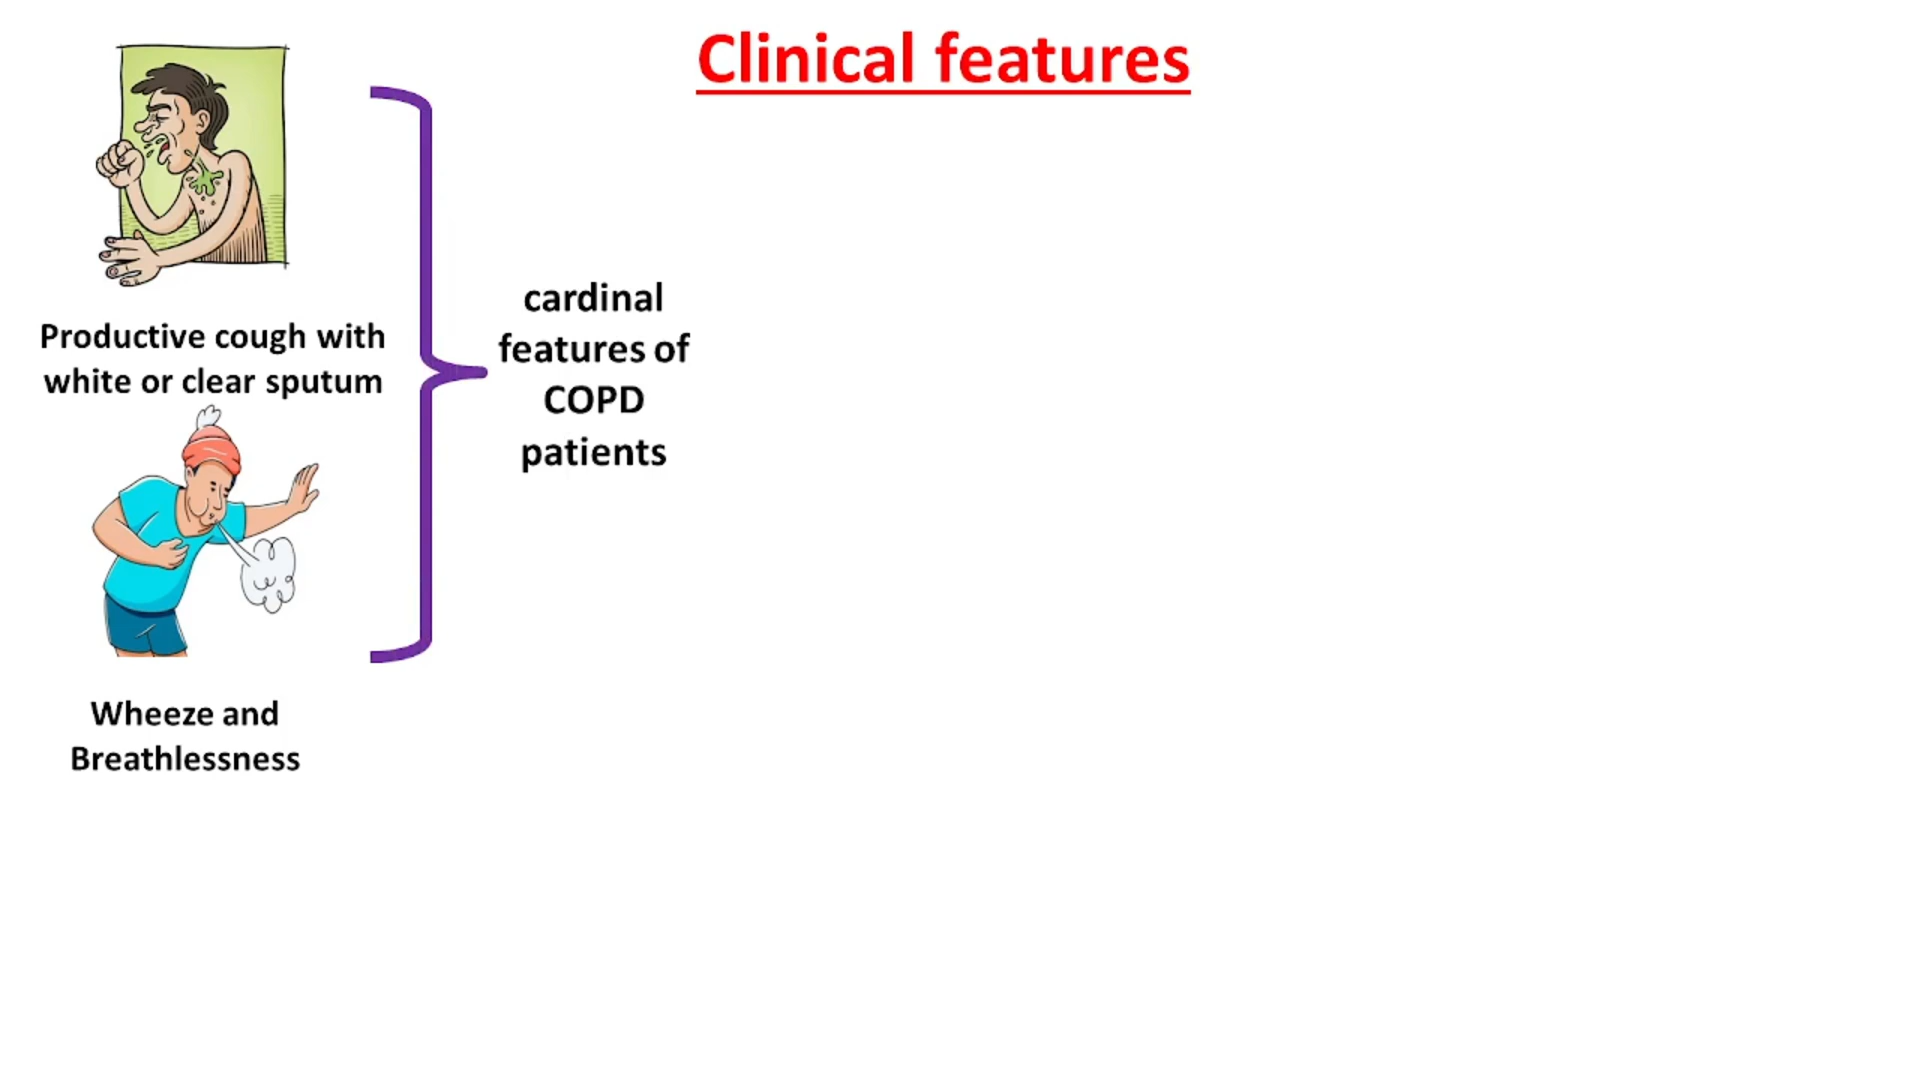 Clinical features
Productive cough with
white or clear sputum
cardinal
features of
COPD
patients
Wheeze and
Breathlessness